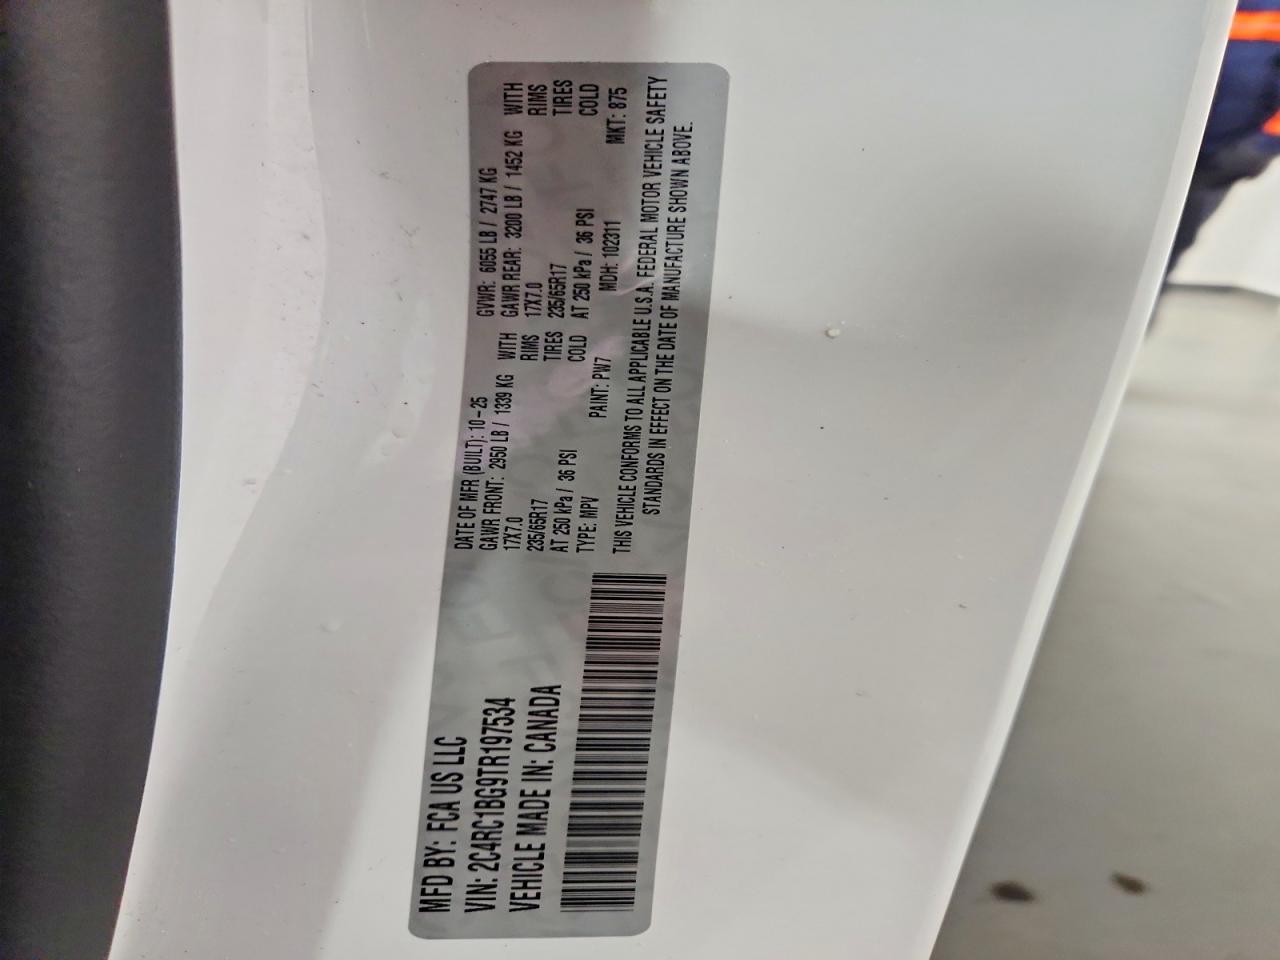 MFD BY: FCA US LLC
VIN: 2C4RC1BG9TR197534
VEHICLE MADE IN: CANADA
DATE OF MFR (BUILT): 10-25 GVWR: 6055 LB / 2747 KG
GAWR FRONT: 2950 LB / 1339 KG WITH GAWR REAR: 3200 LB / 1452 KG WITH
17X7.0 RIMS 17X7.0 RIMS
235/65R17 TIRES 235/65R17 TIRES
AT 250 kPa / 36 PSI COLD AT 250 kPa / 36 PSI COLD
TYPE: MPV PAINT: PW7 MDH: 102311 MKT: 875
THIS VEHICLE CONFORMS TO ALL APPLICABLE U.S.A. FEDERAL MOTOR VEHICLE SAFETY
STANDARDS IN EFFECT ON THE DATE OF MANUFACTURE SHOWN ABOVE.